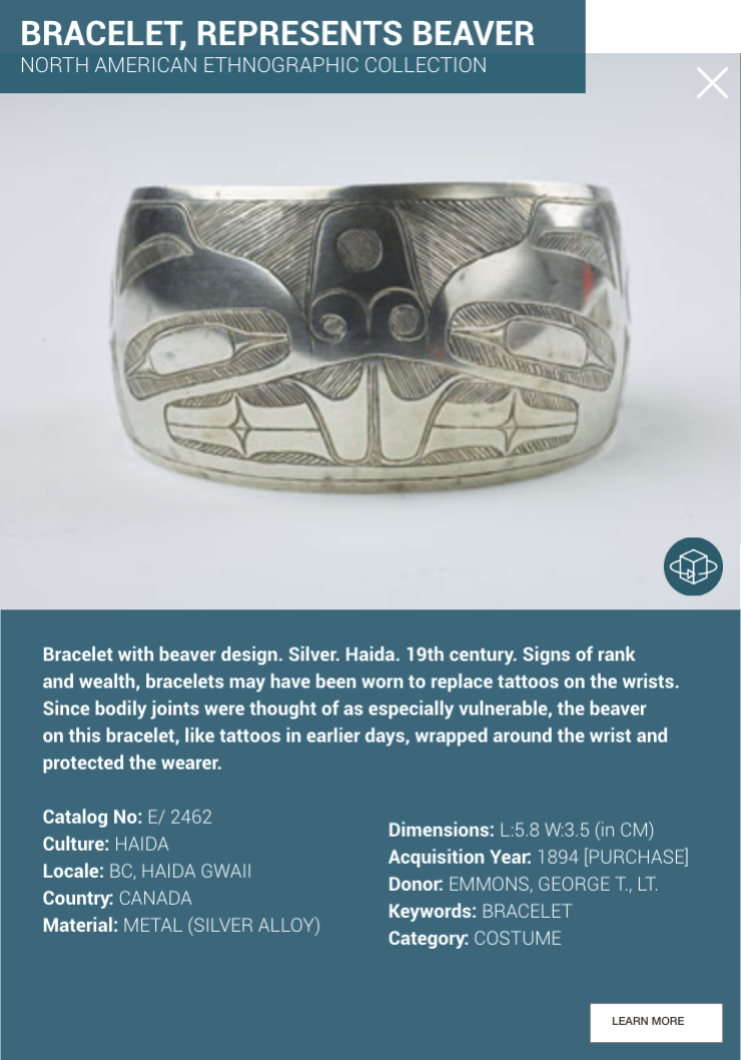 BRACELET, REPRESENTS BEAVER
NORTH AMERICAN ETHNOGRAPHIC COLLECTION
Bracelet with beaver design. Silver. Haida. 19th century. Signs of rank
and wealth, bracelets may have been worn to replace tattoos on the wrists.
Since bodily joints were thought of as especially vulnerable, the beaver
on this bracelet, like tattoos in earlier days, wrapped around the wrist and
protected the wearer.
Catalog No: E/ 2462
Culture: HAIDA
Locale: BC, HAIDA GWAII
Country: CANADA
Material: METAL (SILVER ALLOY)
Dimensions: L:5.8 W:3.5 (in CM)
Acquisition Year: 1894 [PURCHASE]
Donor: EMMONS, GEORGE T., LT.
Keywords: BRACELET
Category: COSTUME
LEARN MORE